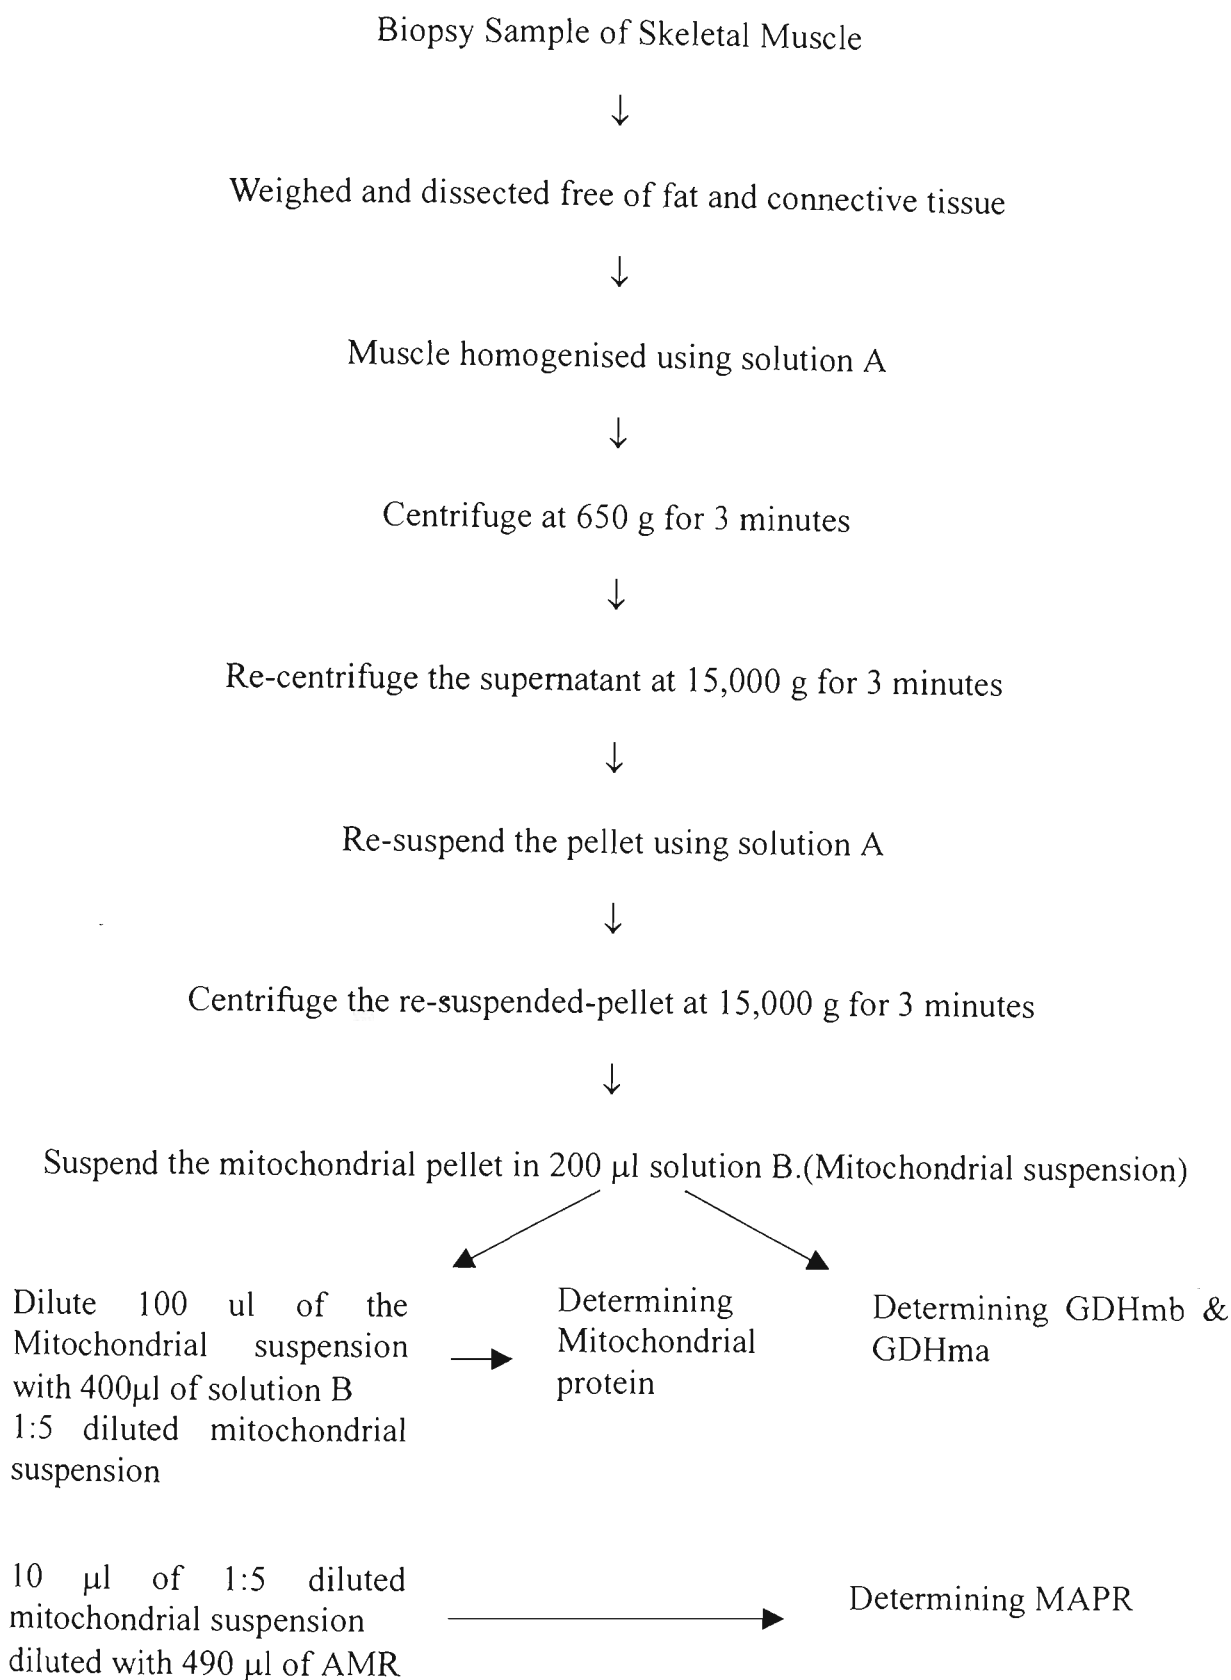 Biopsy Sample of Skeletal Muscle
↓
Weighed and dissected free of fat and connective tissue
↓
Muscle homogenised using solution A
↓
Centrifuge at 650 g for 3 minutes
↓
Re-centrifuge the supernatant at 15,000 g for 3 minutes
↓
Re-suspend the pellet using solution A
↓
Centrifuge the re-suspended-pellet at 15,000 g for 3 minutes
↓
Suspend the mitochondrial pellet in 200 µl solution B.(Mitochondrial suspension)
Dilute 100 ul of the
Mitochondrial suspension
with 400µl of solution B
1:5 diluted mitochondrial
suspension
Determining
Mitochondrial
protein
Determining GDHmb &
GDHma
10 µl of 1:5 diluted
mitochondrial suspension
diluted with 490 µl of AMR
Determining MAPR